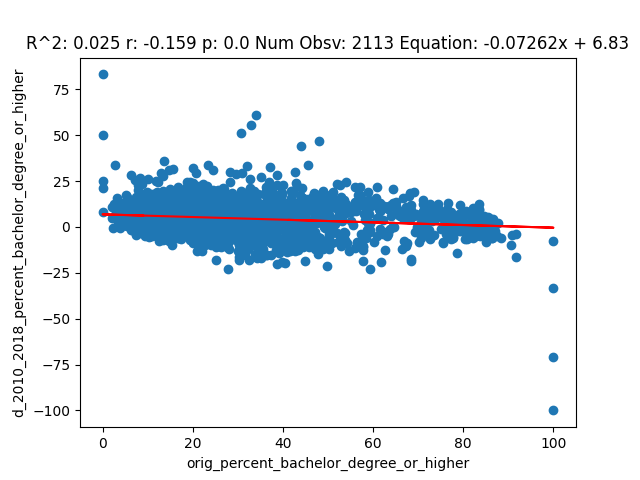 R^2: 0.025 r: -0.159 p: 0.0 Num Obsv: 2113 Equation: -0.07262x + 6.83
d_2010_2018_percent_bachelor_degree_or_higher
75
50
25
0
−25
−50
−75
−100
0 20 40 60 80 100
orig_percent_bachelor_degree_or_higher